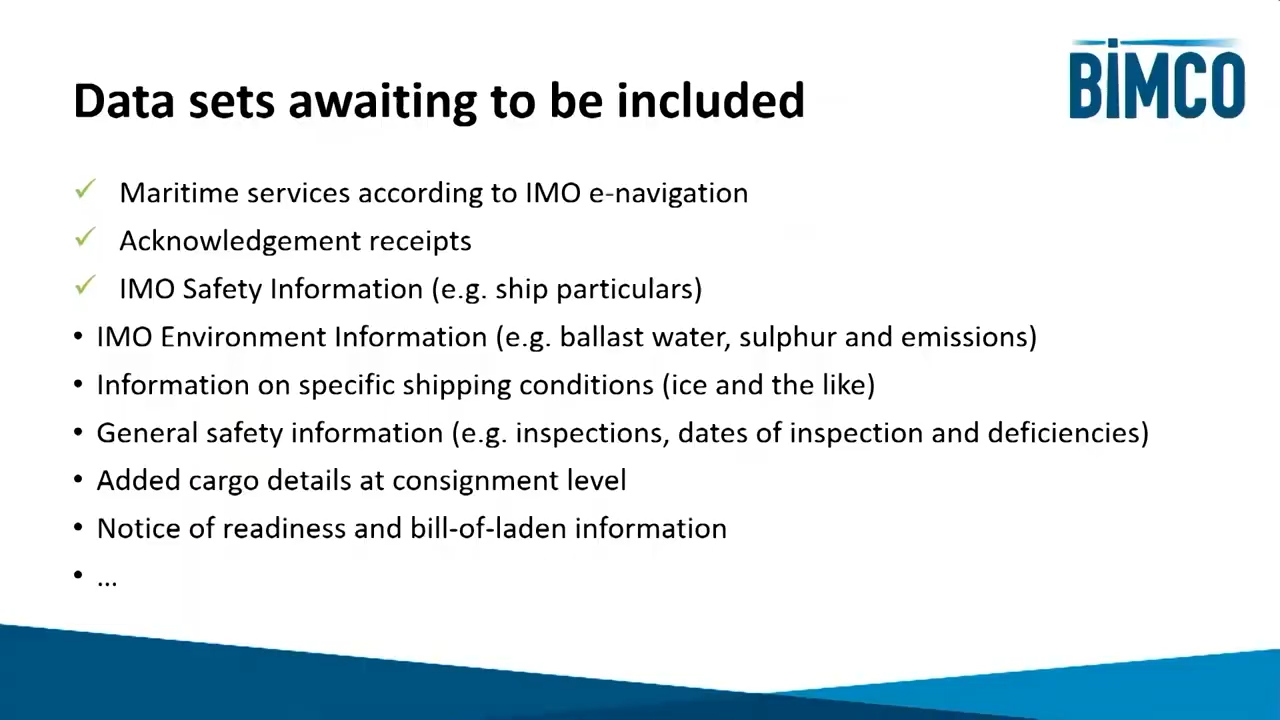 BIMCO
Data sets awaiting to be included
✓ Maritime services according to IMO e-navigation
✓ Acknowledgement receipts
✓ IMO Safety Information (e.g. ship particulars)
• IMO Environment Information (e.g. ballast water, sulphur and emissions)
• Information on specific shipping conditions (ice and the like)
• General safety information (e.g. inspections, dates of inspection and deficiencies)
• Added cargo details at consignment level
• Notice of readiness and bill-of-laden information
• ...